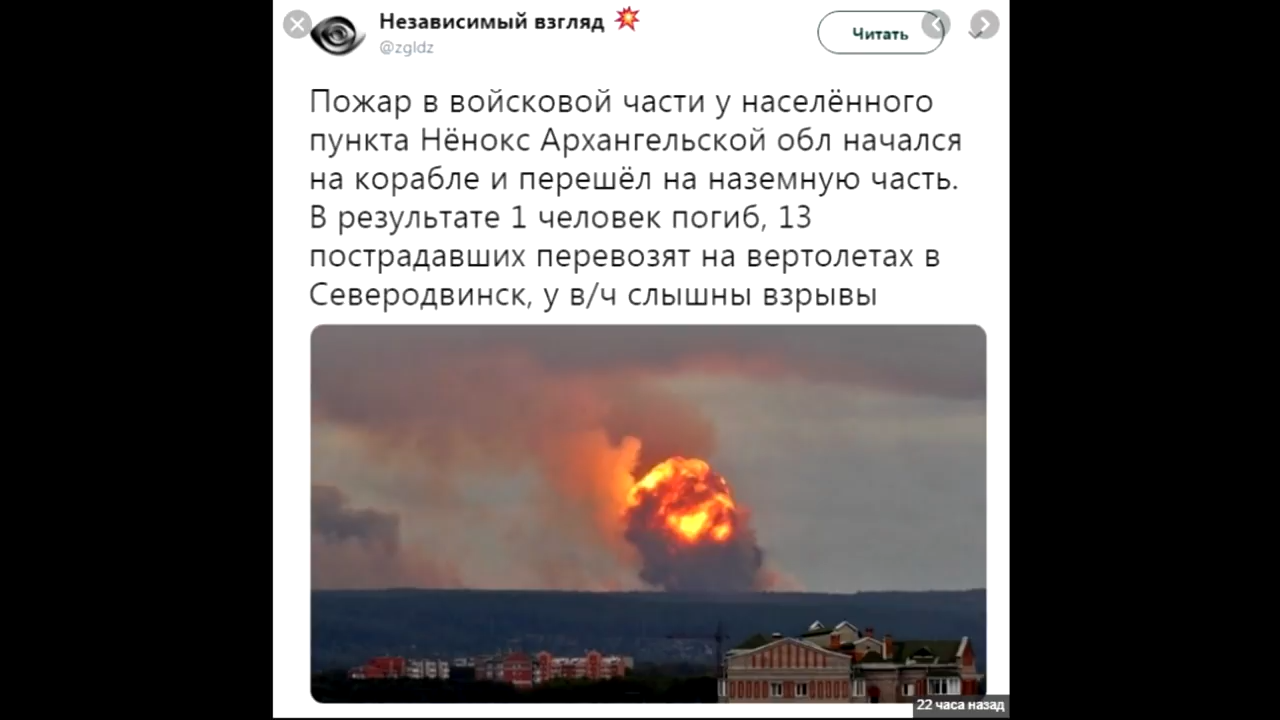 Независимый взгляд
@zgldz
Читать
Пожар в войсковой части у населённого
пункта Нёнокс Архангельской обл начался
на корабле и перешёл на наземную часть.
В результате 1 человек погиб, 13
пострадавших перевозят на вертолетах в
Северодвинск, у в/ч слышны взрывы
22 часа назад